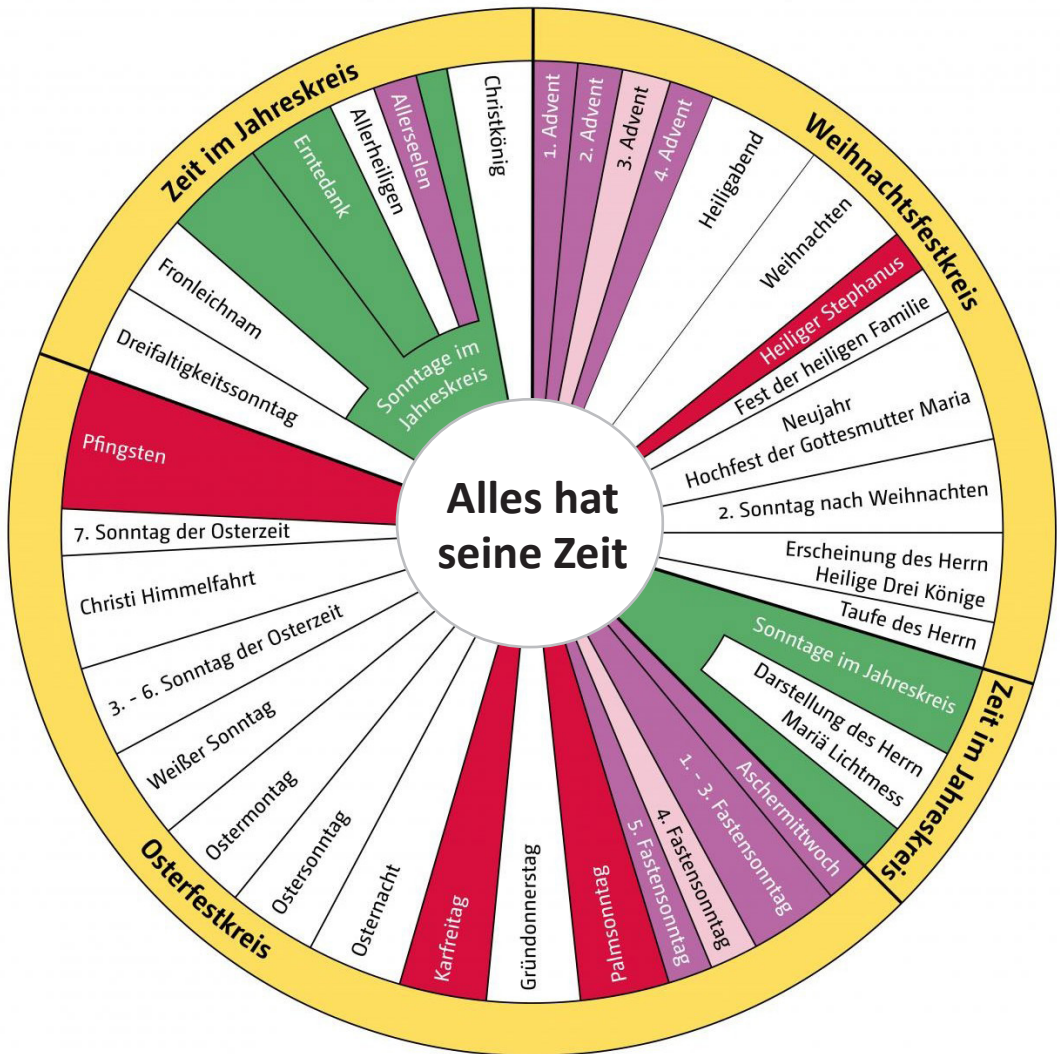 Alles hat
seine Zeit
Weihnachtsfestkreis
1. Advent
2. Advent
3. Advent
4. Advent
Heiligabend
Weihnachten
Heiliger Stephanus
Fest der heiligen Familie
Neujahr
Hochfest der Gottesmutter Maria
2. Sonntag nach Weihnachten
Erscheinung des Herrn
Heilige Drei Könige
Taufe des Herrn
Zeit im Jahreskreis
Sonntage im Jahreskreis
Darstellung des Herrn
Mariä Lichtmess
Osterfestkreis
Aschermittwoch
1. - 3. Fastensonntag
4. Fastensonntag
5. Fastensonntag
Palmsonntag
Gründonnerstag
Karfreitag
Osternacht
Ostersonntag
Ostermontag
Weißer Sonntag
3. - 6. Sonntag der Osterzeit
Christi Himmelfahrt
7. Sonntag der Osterzeit
Pfingsten
Zeit im Jahreskreis
Dreifaltigkeitssonntag
Fronleichnam
Sonntage im
Jahreskreis
Erntedank
Allerheiligen
Allerseelen
Christkönig